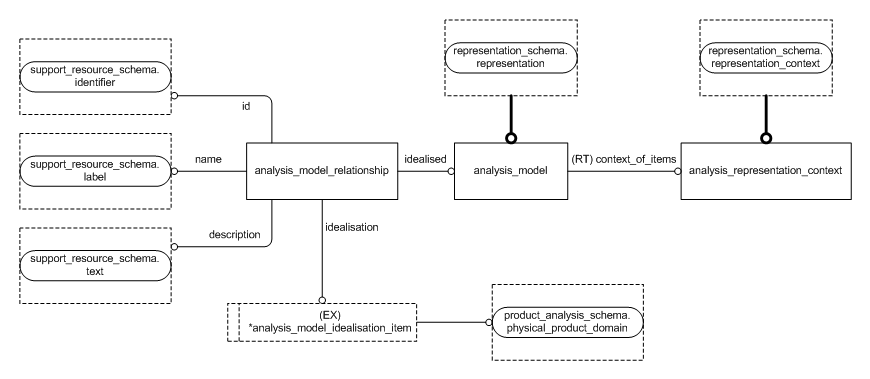 support_resource_schema.
identifier
representation_schema.
representation
representation_schema.
representation_context
id
support_resource_schema.
label
name
analysis_model_relationship
idealised
analysis_model
(RT) context_of_items
analysis_representation_context
support_resource_schema.
text
description
idealisation
(EX)
*analysis_model_idealisation_item
product_analysis_schema.
physical_product_domain